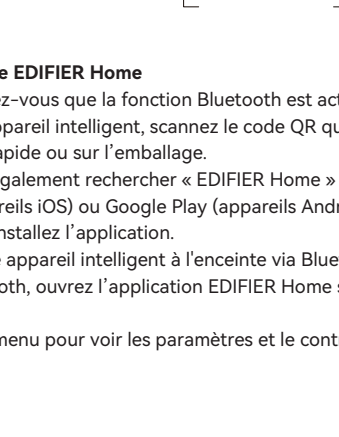 e EDIFIER Home
z-vous que la fonction Bluetooth est act
ppareil intelligent, scannez le code QR qu
apide ou sur l’emballage.
galement rechercher « EDIFIER Home »
reils iOS) ou Google Play (appareils Andr
nstallez l’application.
e appareil intelligent à l'enceinte via Blue
oth, ouvrez l’application EDIFIER Home s
menu pour voir les paramètres et le cont